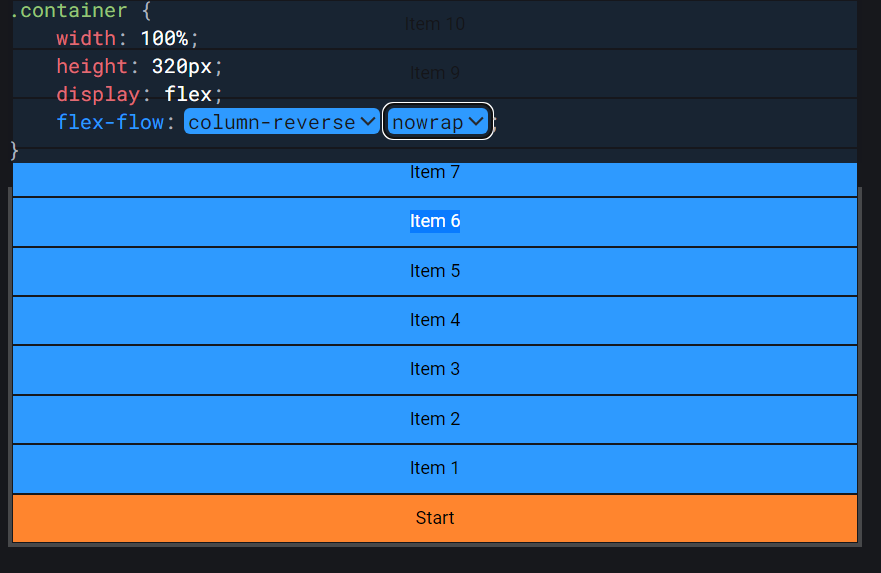 .container {
Item 10
width: 100%;
height: 320px;
Item 9
display: flex;
flex-flow: column-reverse nowrap;
}
Item 7
Item 6
Item 5
Item 4
Item 3
Item 2
Item 1
Start